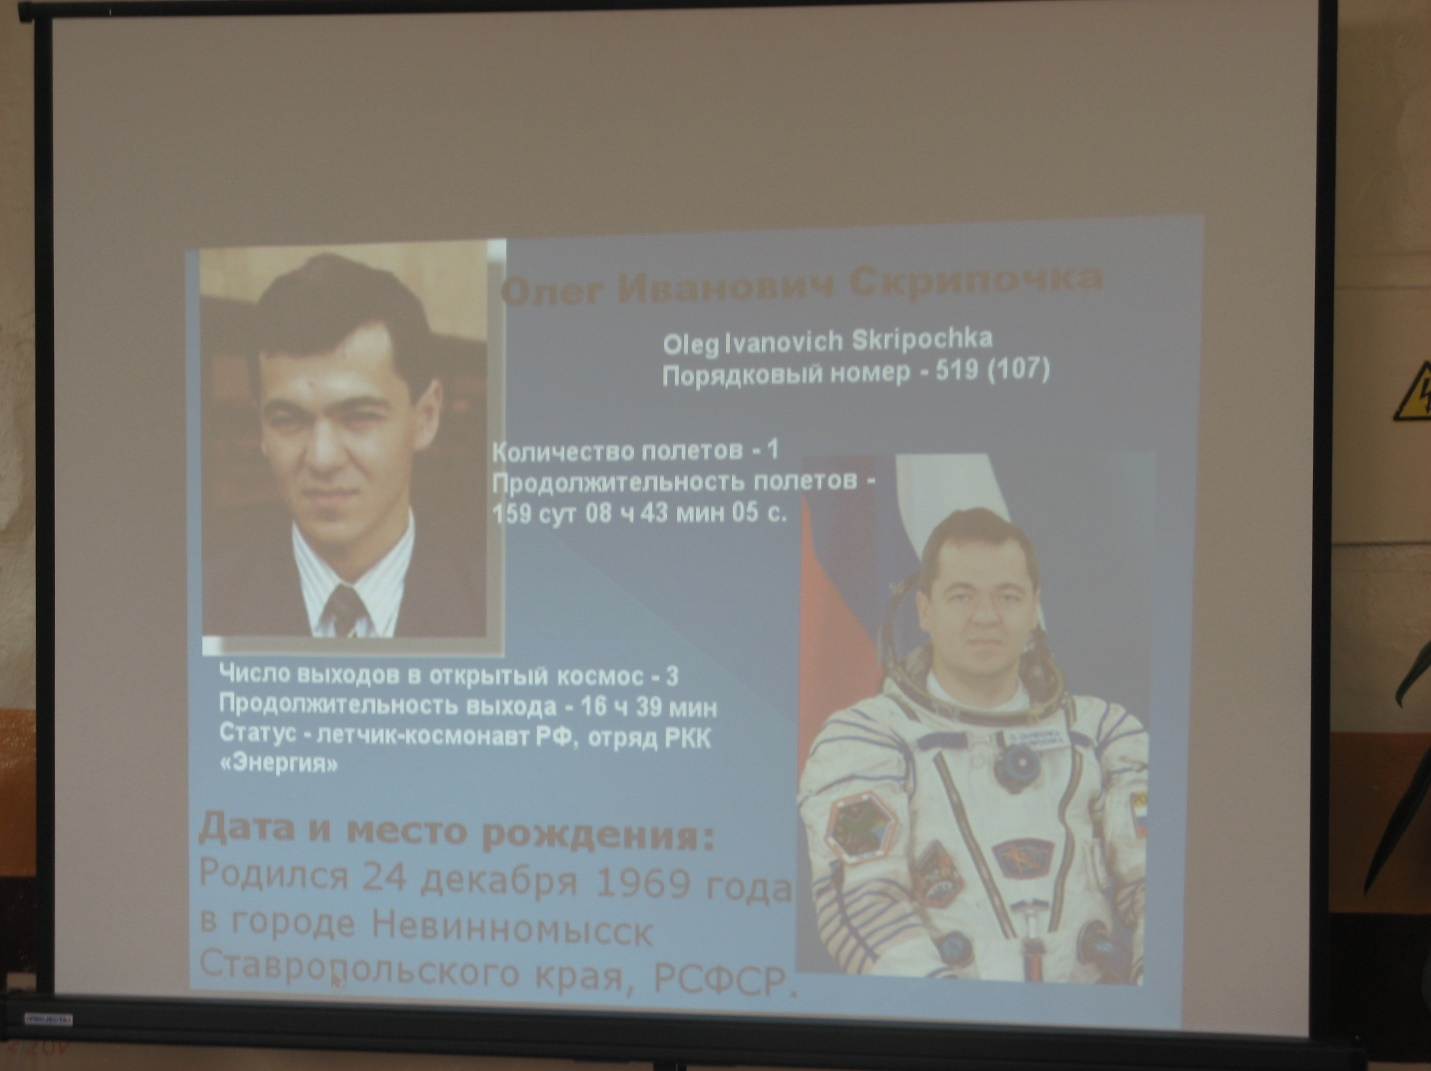 Олег Иванович Скрипочка
Oleg Ivanovich Skripochka
Порядковый номер - 519 (107)
Количество полетов - 1
Продолжительность полетов -
159 сут 08 ч 43 мин 05 с.
Число выходов в открытый космос - 3
Продолжительность выхода - 16 ч 39 мин
Статус - летчик-космонавт РФ, отряд РКК
«Энергия»
Дата и место рождения:
Родился 24 декабря 1969 года
в городе Невинномысск
Ставропольского края, РСФСР.
PROJECTA